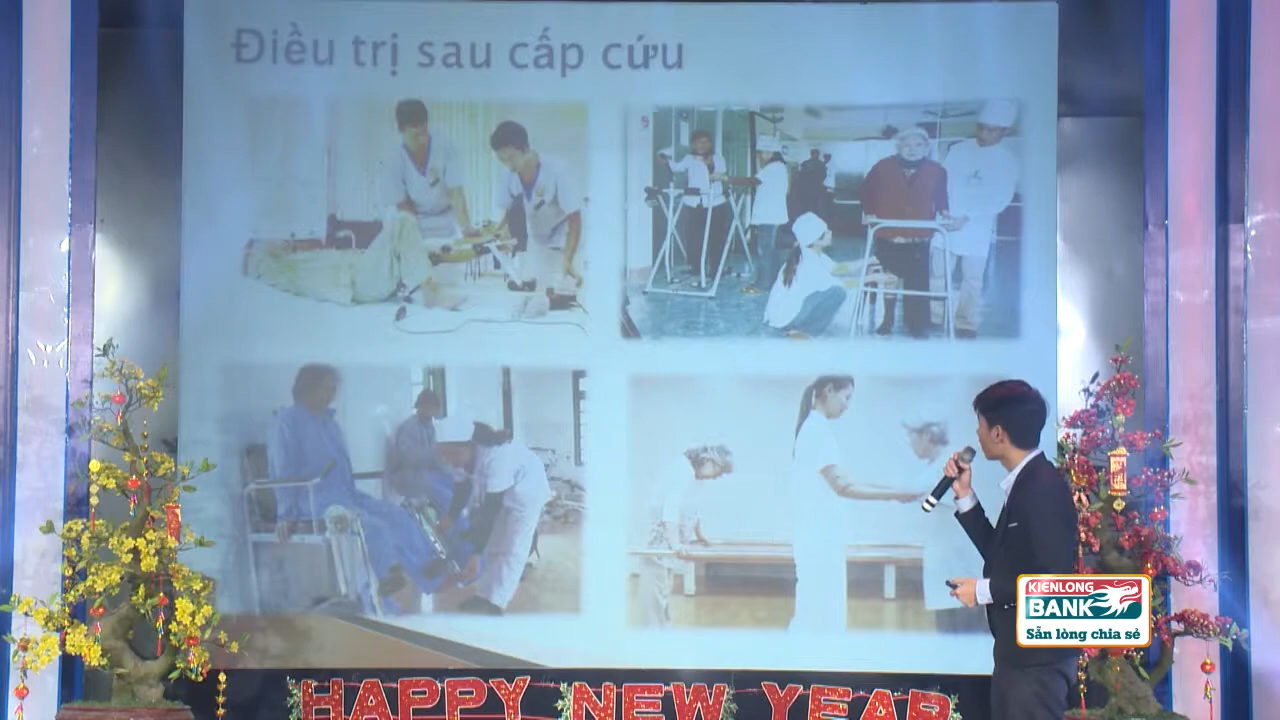 Điều trị sau cấp cứu
KIENLONG
BANK
Sẵn lòng chia sẻ
HAPPY NEW YEAR